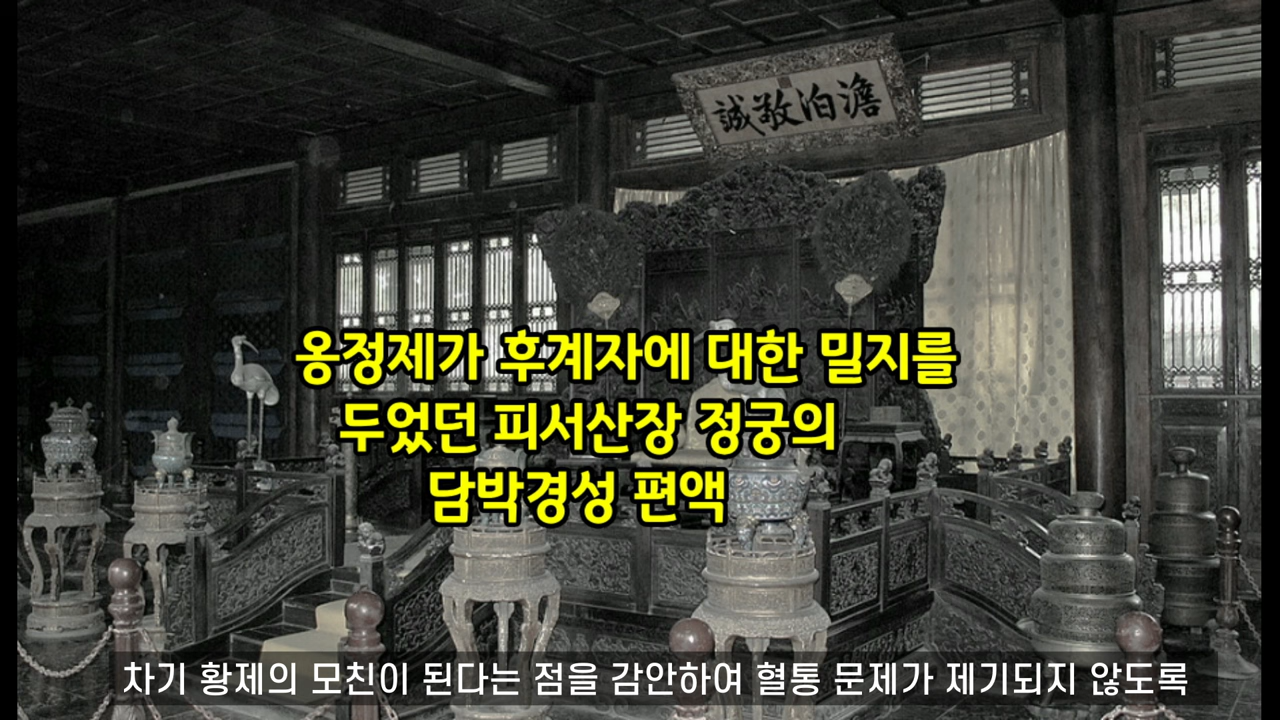 澹泊敬誠
옹정제가 후계자에 대한 밀지를
두었던 피서산장 정궁의
담박경성 편액
차기 황제의 모친이 된다는 점을 감안하여 혈통 문제가 제기되지 않도록